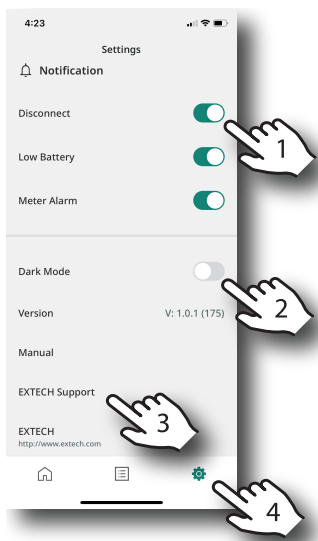 4:23
Settings
Notification
Disconnect
1
Low Battery
Meter Alarm
Dark Mode
Version V: 1.0.1 (175)
2
Manual
EXTECH Support
3
EXTECH
http://www.extech.com
4